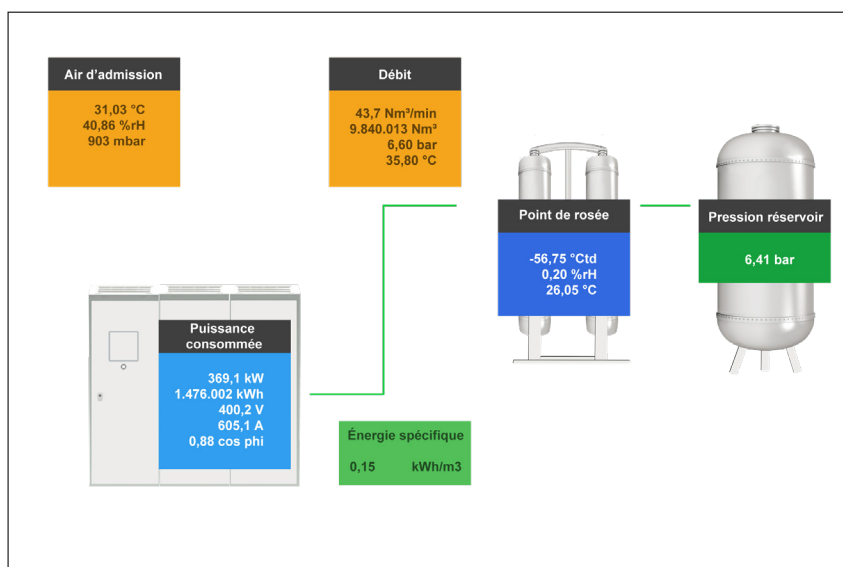 Air d’admission
31,03 °C
40,86 %rH
903 mbar
Débit
43,7 Nm³/min
9.840.013 Nm³
6,60 bar
35,80 °C
Point de rosée
-56,75 °Ctd
0,20 %rH
26,05 °C
Pression réservoir
6,41 bar
Puissance
consommée
369,1 kW
1.476.002 kWh
400,2 V
605,1 A
0,88 cos phi
Énergie spécifique
0,15 kWh/m3